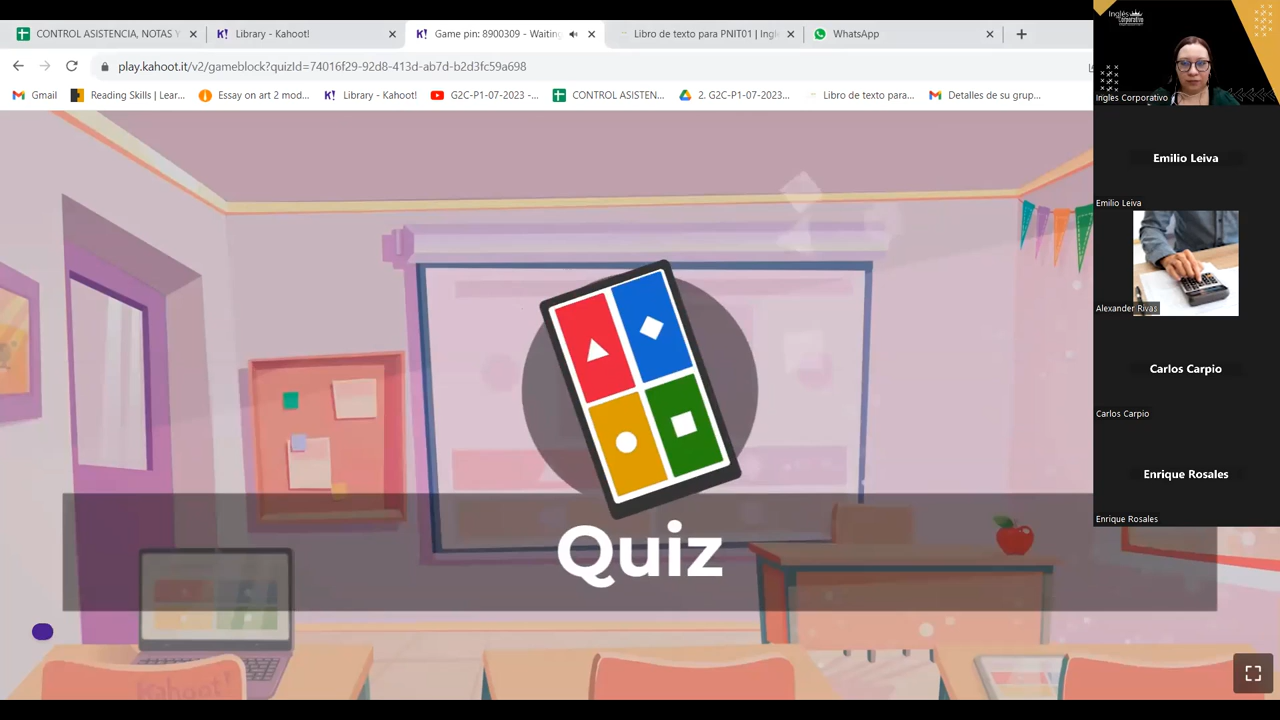 CONTROL ASISTENCIA, NOTAS Y
Library - Kahoot!
Game pin: 8900309 - Waiting
Libro de texto para PNIT01 | Ingl
WhatsApp
play.kahoot.it/v2/gameblock?quizId=74016f29-92d8-413d-ab7d-b2d3fc59a698
Gmail
Reading Skills | Lear...
Essay on art 2 mod...
Library - Kahoot!
G2C-P1-07-2023 -...
CONTROL ASISTEN...
2. G2C-P1-07-2023...
Libro de texto para...
Detalles de su grup...
Quiz
Kahoot!
Inglés
Corporativo
Ingles Corporativo
Emilio Leiva
Emilio Leiva
Alexander Rivas
Carlos Carpio
Carlos Carpio
Enrique Rosales
Enrique Rosales